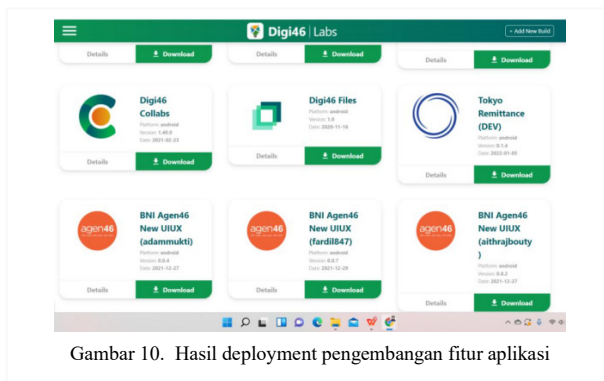 Digi46 | Labs
+ Add New Build
Details Download
Details Download
Details Download
Digi46
Collabs
Platform: android
Version: 1.40.0
Date: 2021-02-23
Details Download
Digi46 Files
Platform: android
Version: 1.0
Date: 2020-11-16
Details Download
Tokyo
Remittance
(DEV)
Platform: android
Version: 0.1.4
Date: 2022-01-05
Details Download
agen46
BNI Agen46
New UIUX
(adammukti)
Platform: android
Version: 0.0.4
Date: 2021-12-27
Details Download
agen46
BNI Agen46
New UIUX
(fardil847)
Platform: android
Version: 0.0.7
Date: 2021-12-29
Details Download
agen46
BNI Agen46
New UIUX
(aithrajbouty
)
Platform: android
Version: 0.0.2
Date: 2021-12-27
Details Download
Gambar 10. Hasil deployment pengembangan fitur aplikasi